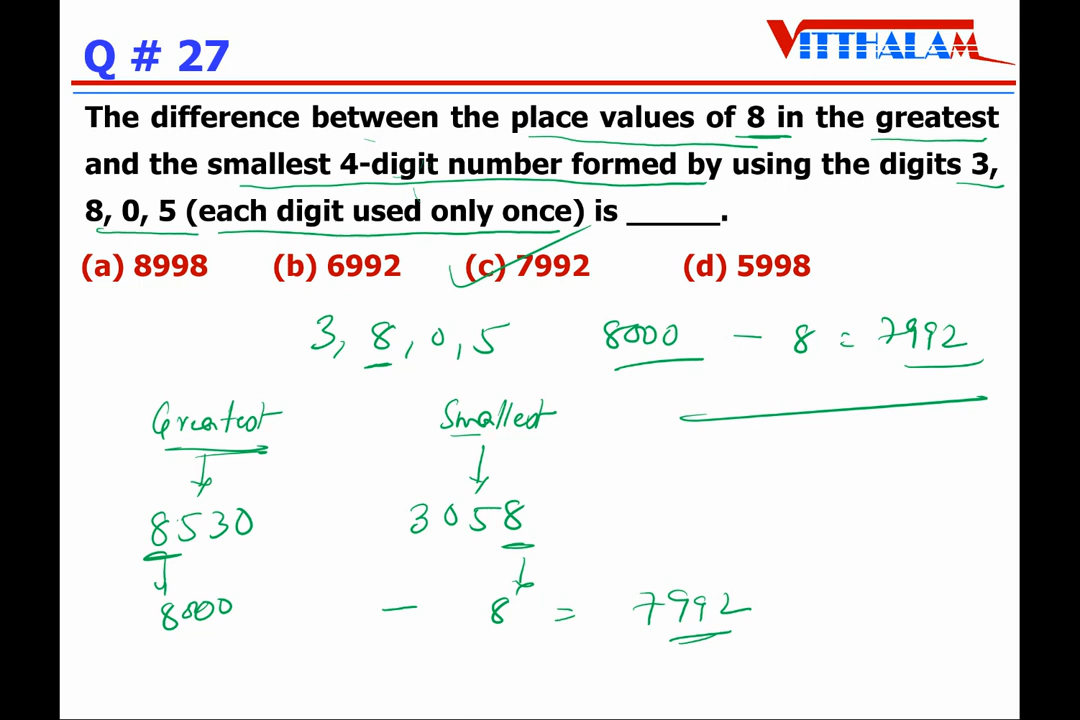 Q # 27
VITTHALAM
The difference between the place values of 8 in the greatest
and the smallest 4-digit number formed by using the digits 3,
8, 0, 5 (each digit used only once) is _____.
(a) 8998 (b) 6992 (c) 7992 (d) 5998
3, 8, 0, 5 8000 - 8 = 7992
Greatest Smallest
8530 3058
8000 - 8 = 7992